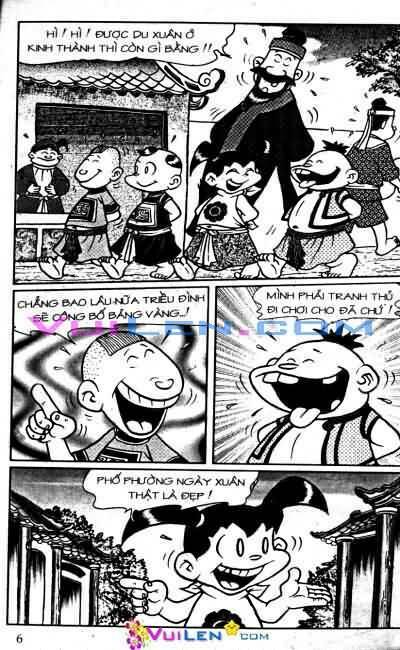 HÌ! HÌ! ĐƯỢC DU XUÂN Ở
KINH THÀNH THÌ CÒN GÌ BẰNG!!
CHẲNG BAO LÂU NỮA TRIỀU ĐÌNH
SẼ CÔNG BỐ BẢNG VÀNG...!
MÌNH PHẢI TRANH THỦ
ĐI CHƠI CHO ĐÃ CHỨ!
VUILEN.COM
PHỐ PHƯỜNG NGÀY XUÂN
THẬT LÀ ĐẸP!
6
VUILEN.COM